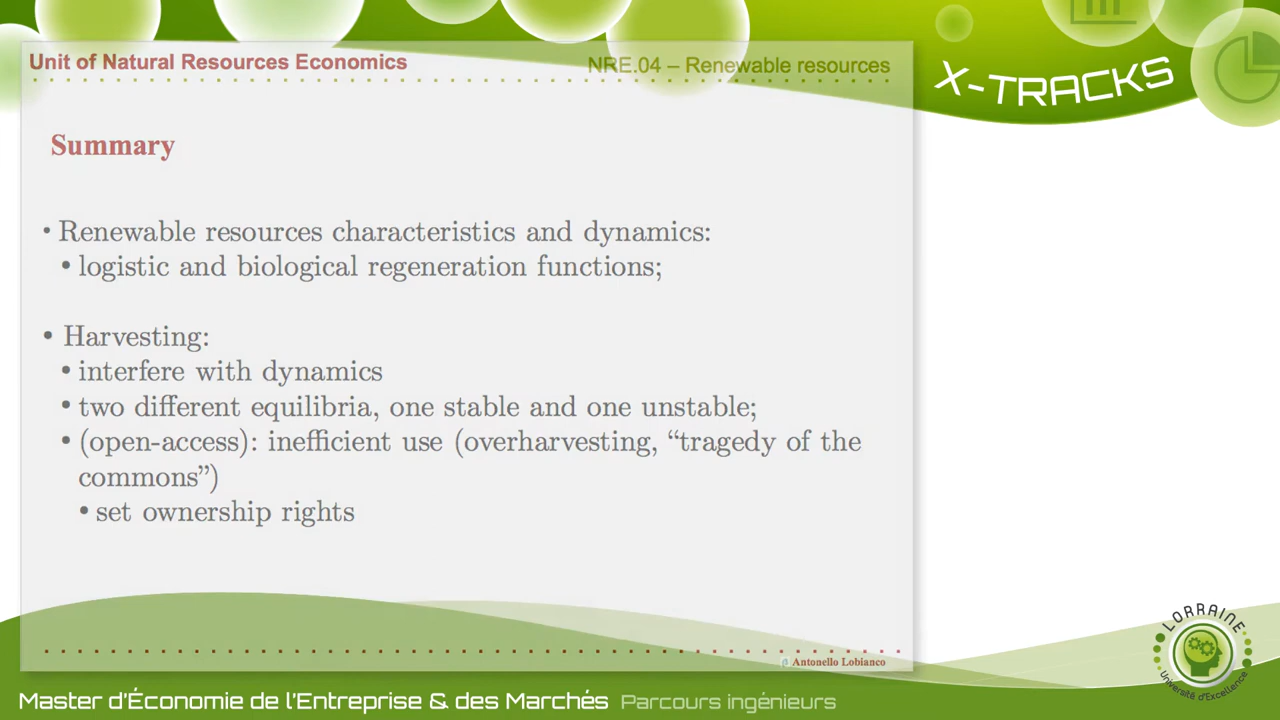 Unit of Natural Resources Economics
NRE.04 – Renewable resources
X-TRACKS
Summary
• Renewable resources characteristics and dynamics:
• logistic and biological regeneration functions;
• Harvesting:
• interfere with dynamics
• two different equilibria, one stable and one unstable;
• (open-access): inefficient use (overharvesting, “tragedy of the
commons”)
• set ownership rights
Antonello Lobianco
LORRAINE
Université d'Excellence
Master d'Économie de l'Entreprise & des Marchés Parcours ingénieurs